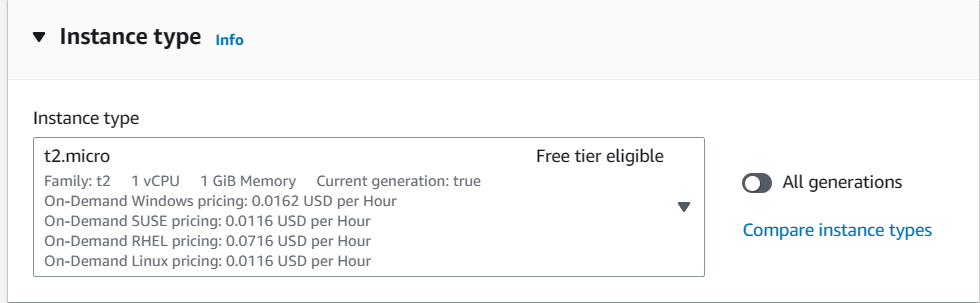 Instance type Info
Instance type
t2.micro Free tier eligible
Family: t2 1 vCPU 1 GiB Memory Current generation: true
On-Demand Windows pricing: 0.0162 USD per Hour
On-Demand SUSE pricing: 0.0116 USD per Hour
On-Demand RHEL pricing: 0.0716 USD per Hour
On-Demand Linux pricing: 0.0116 USD per Hour
All generations
Compare instance types